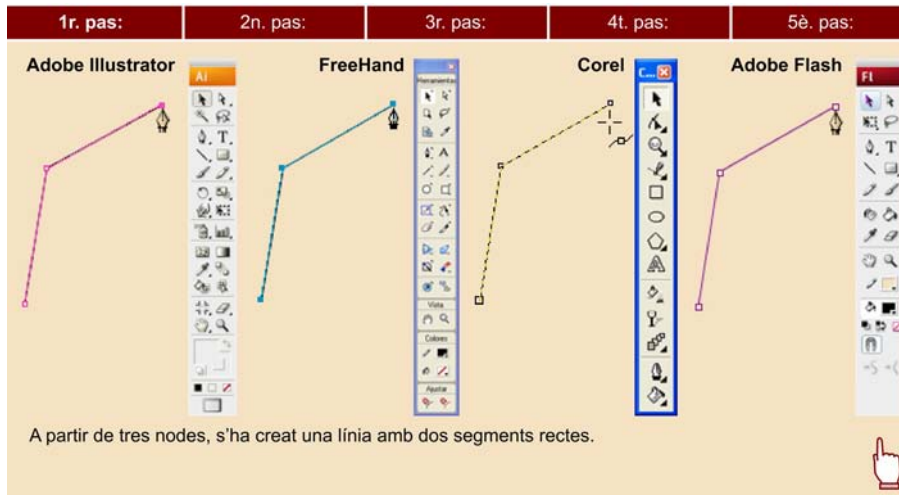 1r. pas: 2n. pas: 3r. pas: 4t. pas: 5è. pas:
Adobe Illustrator FreeHand Corel Adobe Flash
Ai
C...
Fl
Herramientas
Vista
Colores
Ajustar
A partir de tres nodes, s’ha creat una línia amb dos segments rectes.